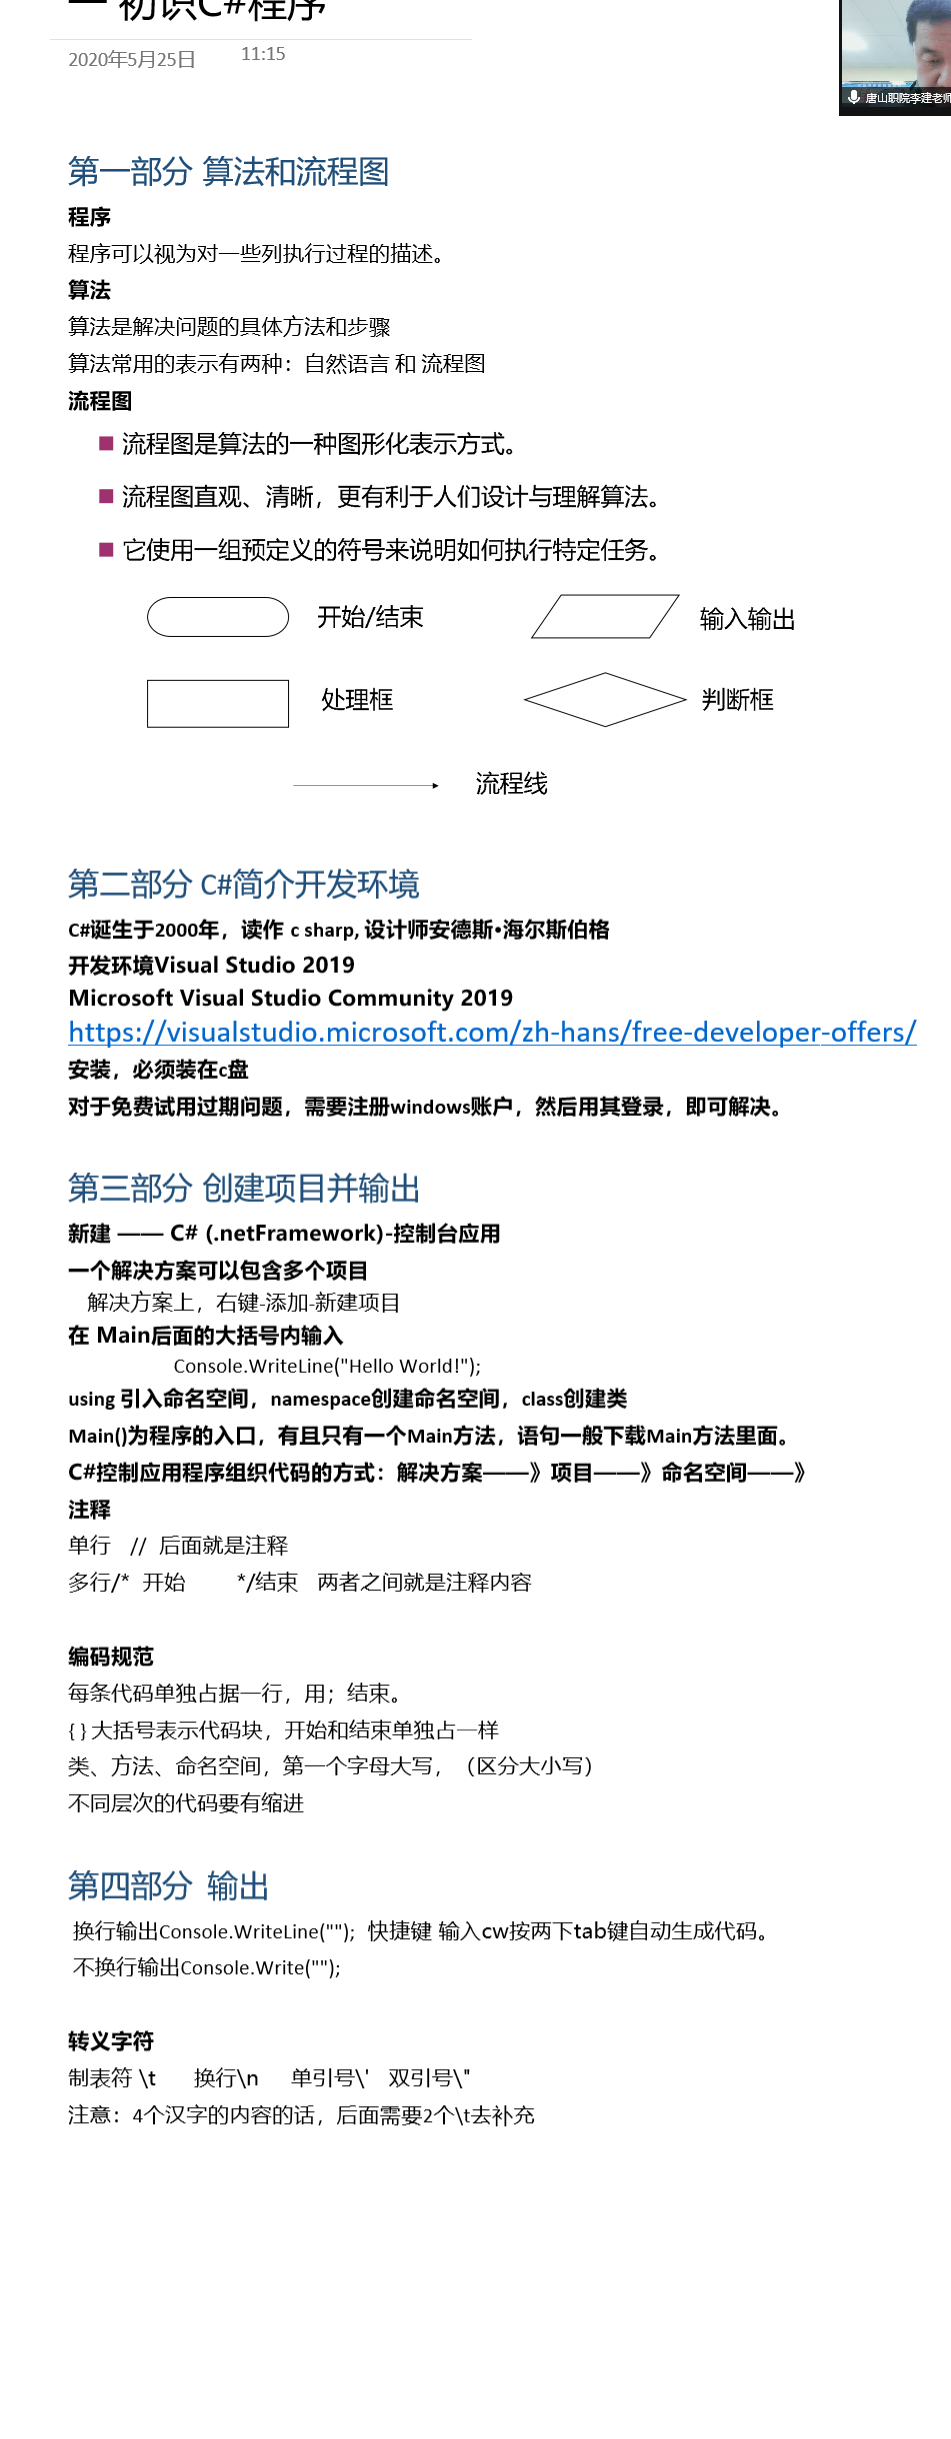 一 初识C#程序
2020年5月25日 11:15
唐山职院李建老师
第一部分 算法和流程图
程序
程序可以视为对一些列执行过程的描述。
算法
算法是解决问题的具体方法和步骤
算法常用的表示有两种：自然语言 和 流程图
流程图
■ 流程图是算法的一种图形化表示方式。
■ 流程图直观、清晰，更有利于人们设计与理解算法。
■ 它使用一组预定义的符号来说明如何执行特定任务。
开始/结束 输入输出
处理框 判断框
流程线
第二部分 C#简介开发环境
C#诞生于2000年，读作 c sharp, 设计师安德斯•海尔斯伯格
开发环境Visual Studio 2019
Microsoft Visual Studio Community 2019
https://visualstudio.microsoft.com/zh-hans/free-developer-offers/
安装，必须装在c盘
对于免费试用过期问题，需要注册windows账户，然后用其登录，即可解决。
第三部分 创建项目并输出
新建 —— C# (.netFramework)-控制台应用
一个解决方案可以包含多个项目
解决方案上，右键-添加-新建项目
在 Main后面的大括号内输入
Console.WriteLine("Hello World!");
using 引入命名空间，namespace创建命名空间，class创建类
Main()为程序的入口，有且只有一个Main方法，语句一般下载Main方法里面。
C#控制应用程序组织代码的方式：解决方案——》项目——》命名空间——》
注释
单行 // 后面就是注释
多行/* 开始 */结束 两者之间就是注释内容
编码规范
每条代码单独占据一行，用；结束。
{ } 大括号表示代码块，开始和结束单独占一样
类、方法、命名空间，第一个字母大写，（区分大小写）
不同层次的代码要有缩进
第四部分 输出
换行输出Console.WriteLine(""); 快捷键 输入cw按两下tab键自动生成代码。
不换行输出Console.Write("");
转义字符
制表符 \t 换行\n 单引号\' 双引号\"
注意：4个汉字的内容的话，后面需要2个\t去补充